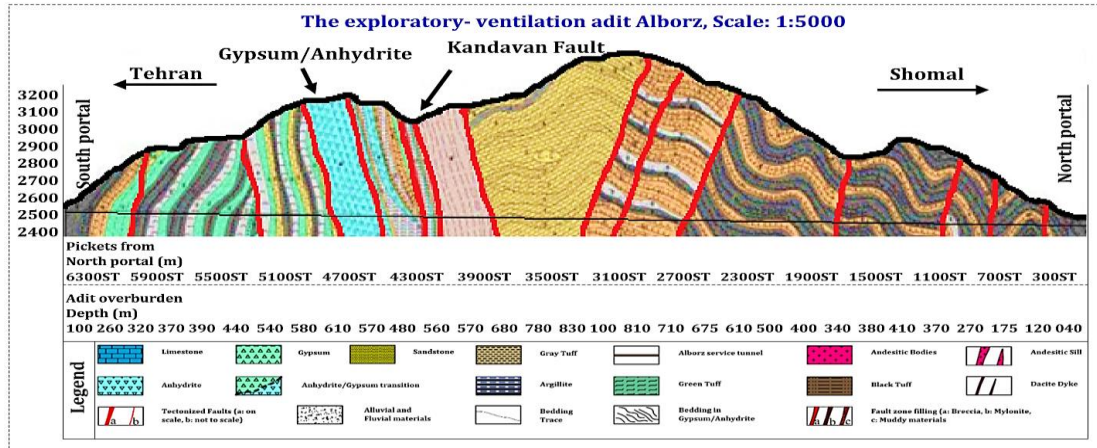 The exploratory- ventilation adit Alborz, Scale: 1:5000
Gypsum/Anhydrite
Kandavan Fault
Tehran
Shomal
3200
3100
3000
2900
2800
2700
2600
2500
2400
South portal
North portal
Pickets from
North portal (m)
6300ST 5900ST 5500ST 5100ST 4700ST 4300ST 3900ST 3500ST 3100ST 2700ST 2300ST 1900ST 1500ST 1100ST 700ST 300ST
Adit overburden
Depth (m)
100 260 320 370 390 440 540 580 610 570 480 560 570 680 780 830 100 810 710 675 610 500 400 340 380 410 370 270 175 120 040
Legend
Limestone Gypsum Sandstone Gray Tuff Alborz service tunnel Andesitic Bodies Andesitic Sill
Anhydrite Anhydrite/Gypsum transition Argillite Green Tuff Black Tuff Dacite Dyke
a b Tectonized Faults (a: on
scale, b: not to scale)
Alluvial and
Fluvial materials
Bedding
Trace
Bedding in
Gypsum/Anhydrite
a b c Fault zone filling (a: Breccia, b: Mylonite,
c: Muddy materials